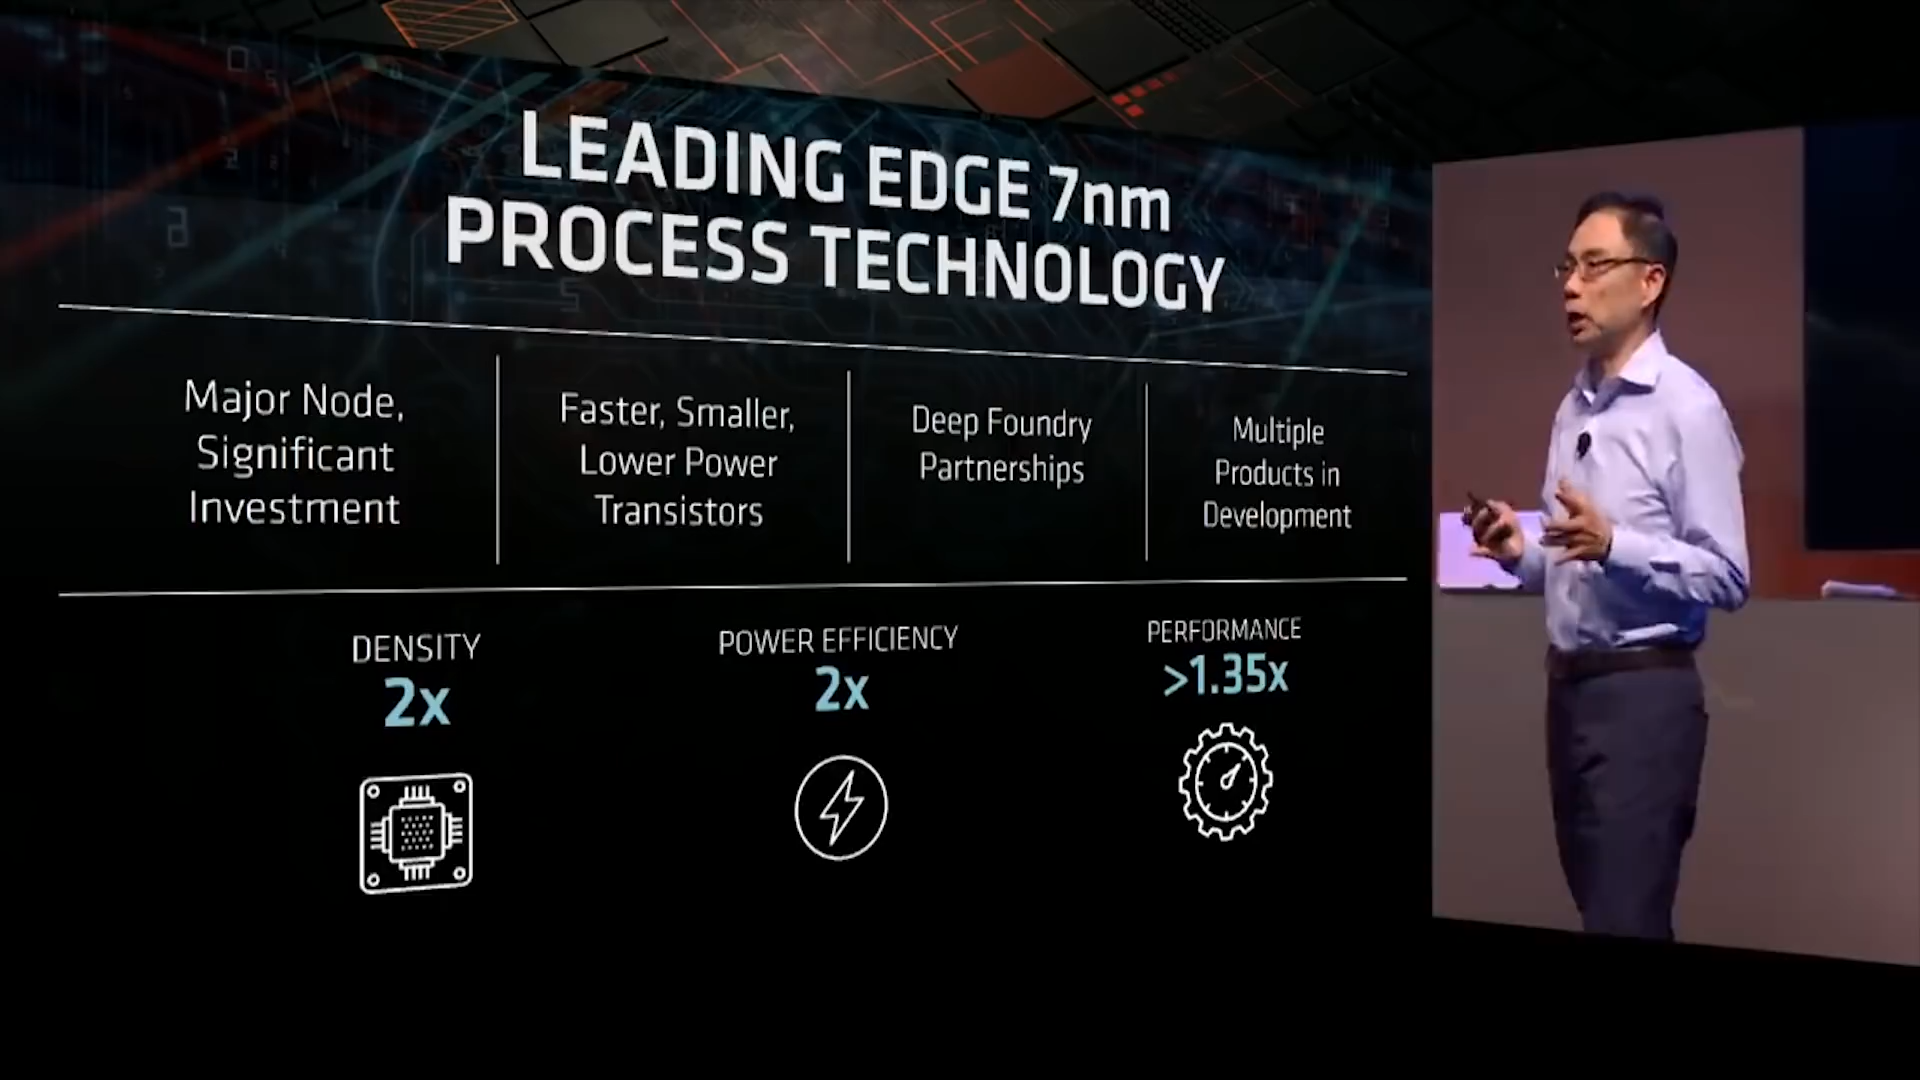 LEADING EDGE 7nm
PROCESS TECHNOLOGY
Major Node,
Significant
Investment
Faster, Smaller,
Lower Power
Transistors
Deep Foundry
Partnerships
Multiple
Products in
Development
DENSITY
2x
POWER EFFICIENCY
2x
PERFORMANCE
>1.35x